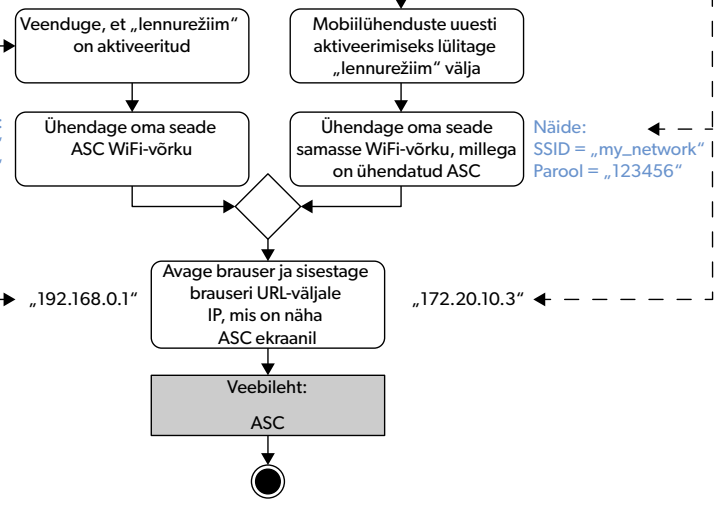 Veenduge, et „lennurežiim“
on aktiveeritud
Mobiilühenduste uuesti
aktiveerimiseks lülitage
„lennurežiim“ välja
Ühendage oma seade
ASC WiFi-võrku
Ühendage oma seade
samasse WiFi-võrku, millega
on ühendatud ASC
Näide:
SSID = „my_network“
Parool = „123456“
Avage brauser ja sisestage
brauseri URL-väljale
IP, mis on näha
ASC ekraanil
„192.168.0.1“
„172.20.10.3“
Veebileht:
ASC